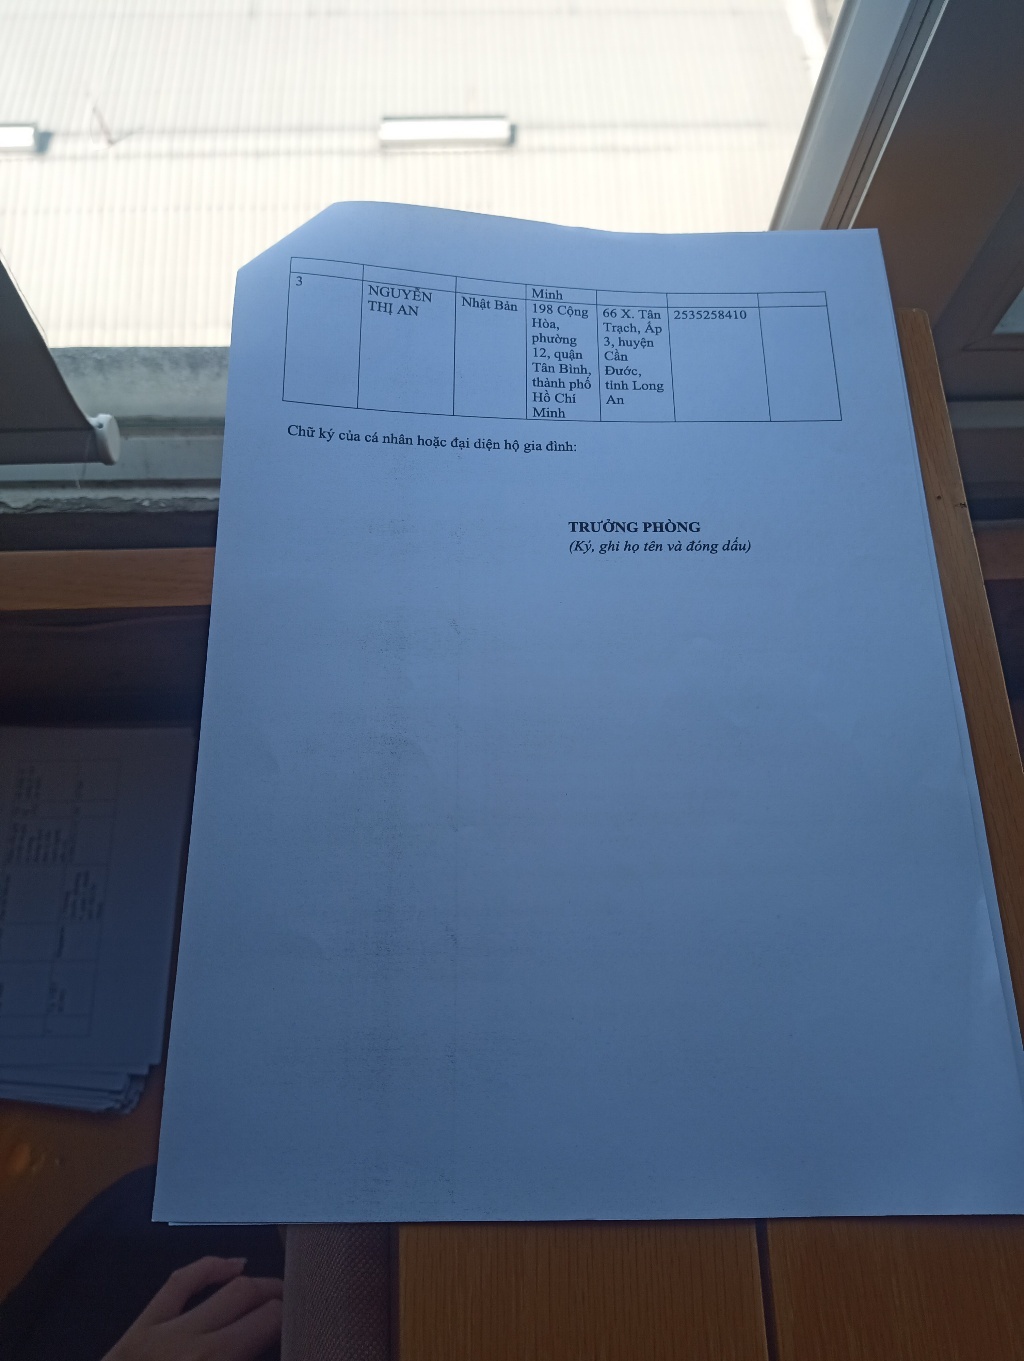 Minh
3
NGUYỄN
THỊ AN
Nhật Bản
198 Cộng
Hòa,
phường
12, quận
Tân Bình,
thành phố
Hồ Chí
Minh
66 X. Tân
Trạch, Ấp
3, huyện
Cần
Đước,
tỉnh Long
An
2535258410
Chữ ký của cá nhân hoặc đại diện hộ gia đình:
TRƯỞNG PHÒNG
(Ký, ghi họ tên và đóng dấu)